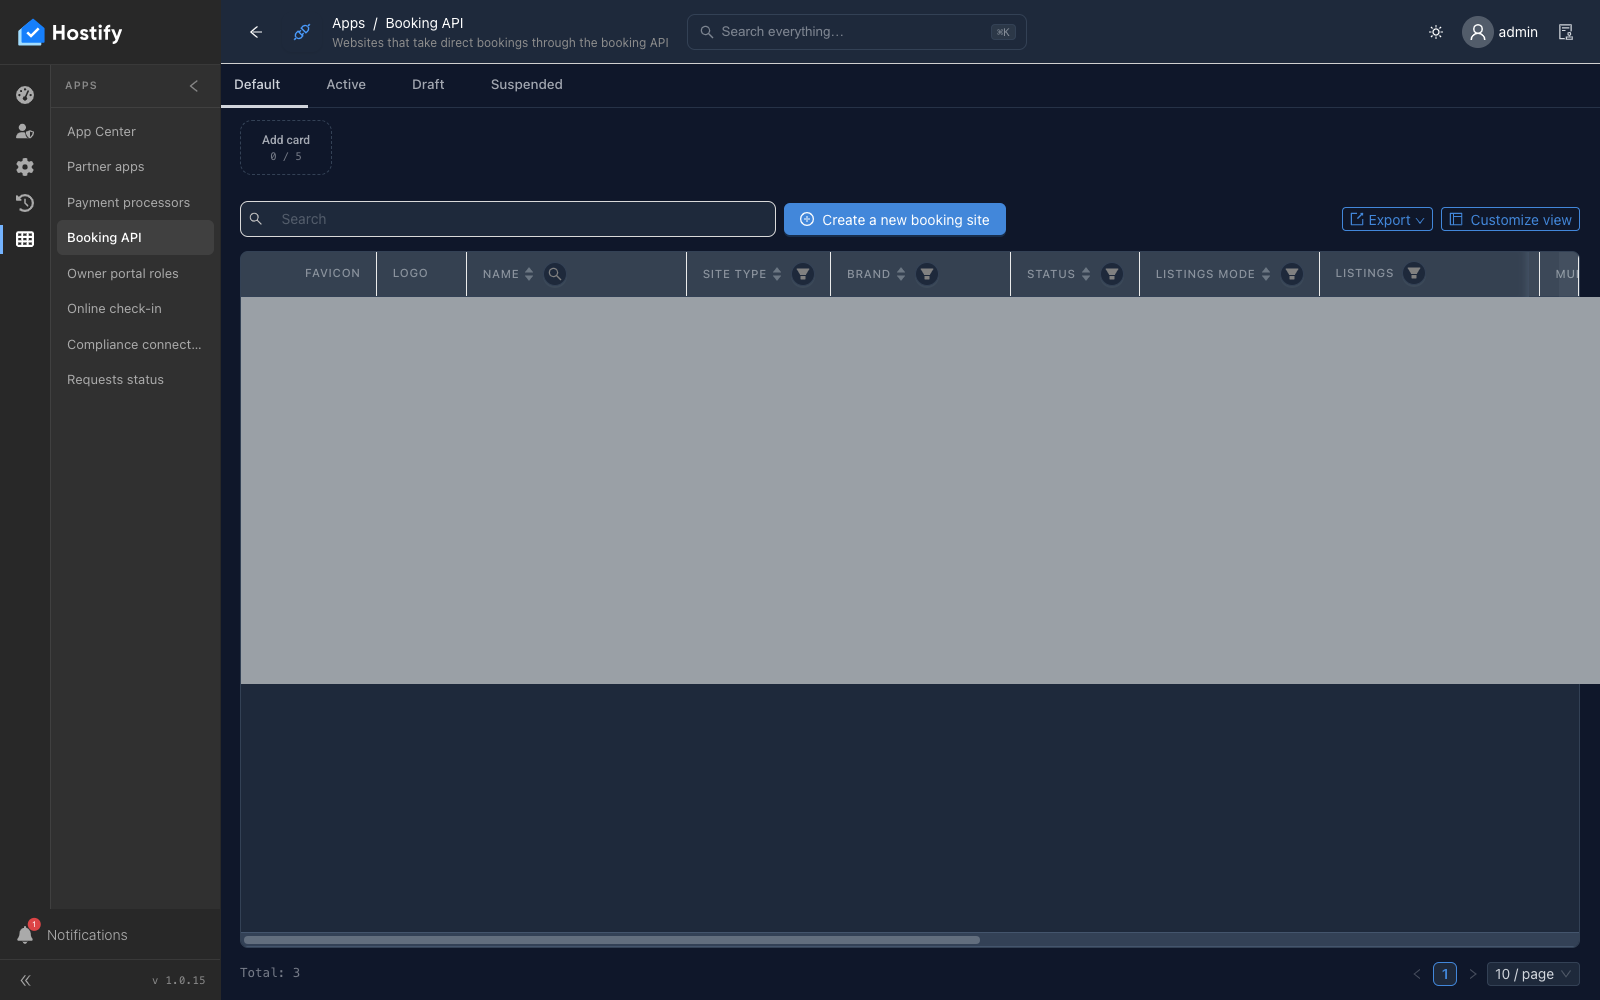 Hostify
Apps / Booking API
Websites that take direct bookings through the booking API
Search everything...
⌘K
admin
APPS
App Center
Partner apps
Payment processors
Booking API
Owner portal roles
Online check-in
Compliance connect...
Requests status
Default
Active
Draft
Suspended
Add card
0 / 5
Search
Create a new booking site
Export
Customize view
FAVICON
LOGO
NAME
SITE TYPE
BRAND
STATUS
LISTINGS MODE
LISTINGS
1
Notifications
v 1.0.15
Total: 3
1
10 / page